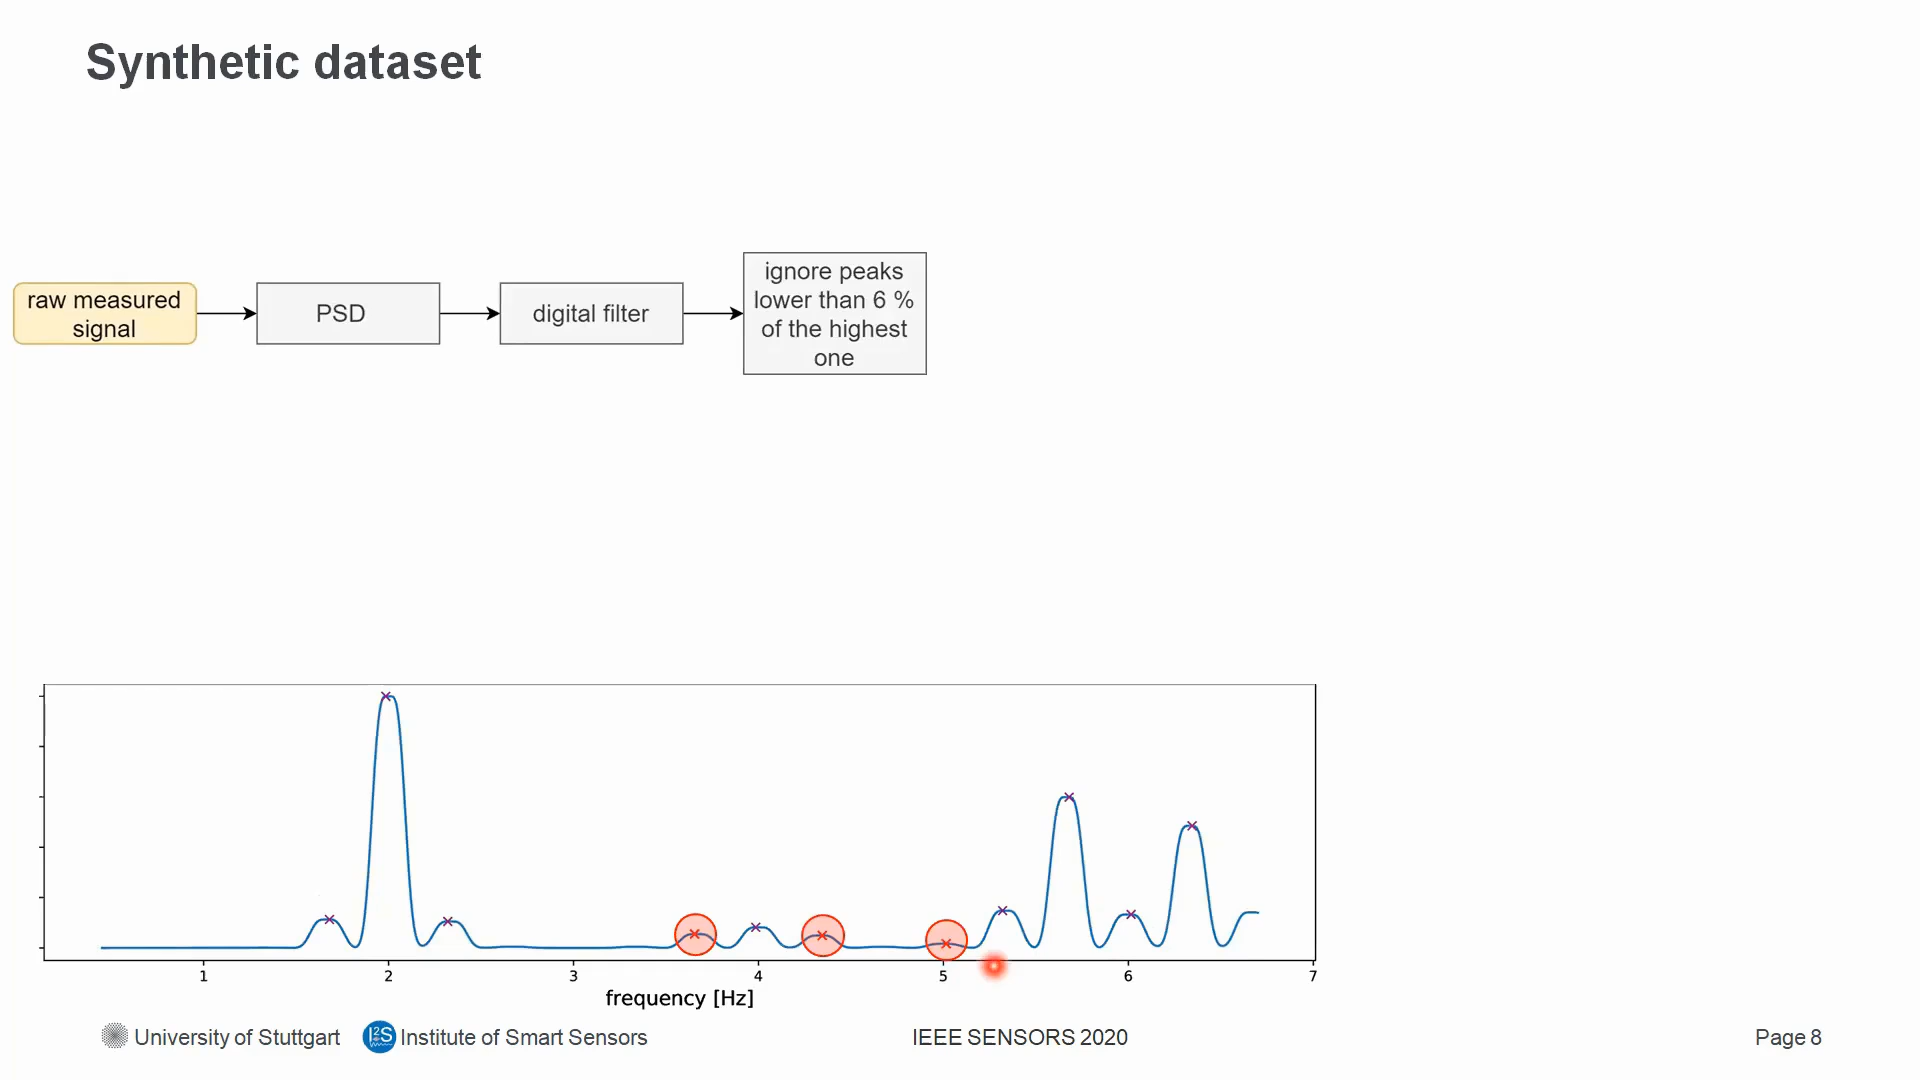 Synthetic dataset
raw measured
signal
PSD
digital filter
ignore peaks
lower than 6 %
of the highest
one
1 2 3 4 5 6 7
frequency [Hz]
University of Stuttgart I²S Institute of Smart Sensors IEEE SENSORS 2020 Page 8